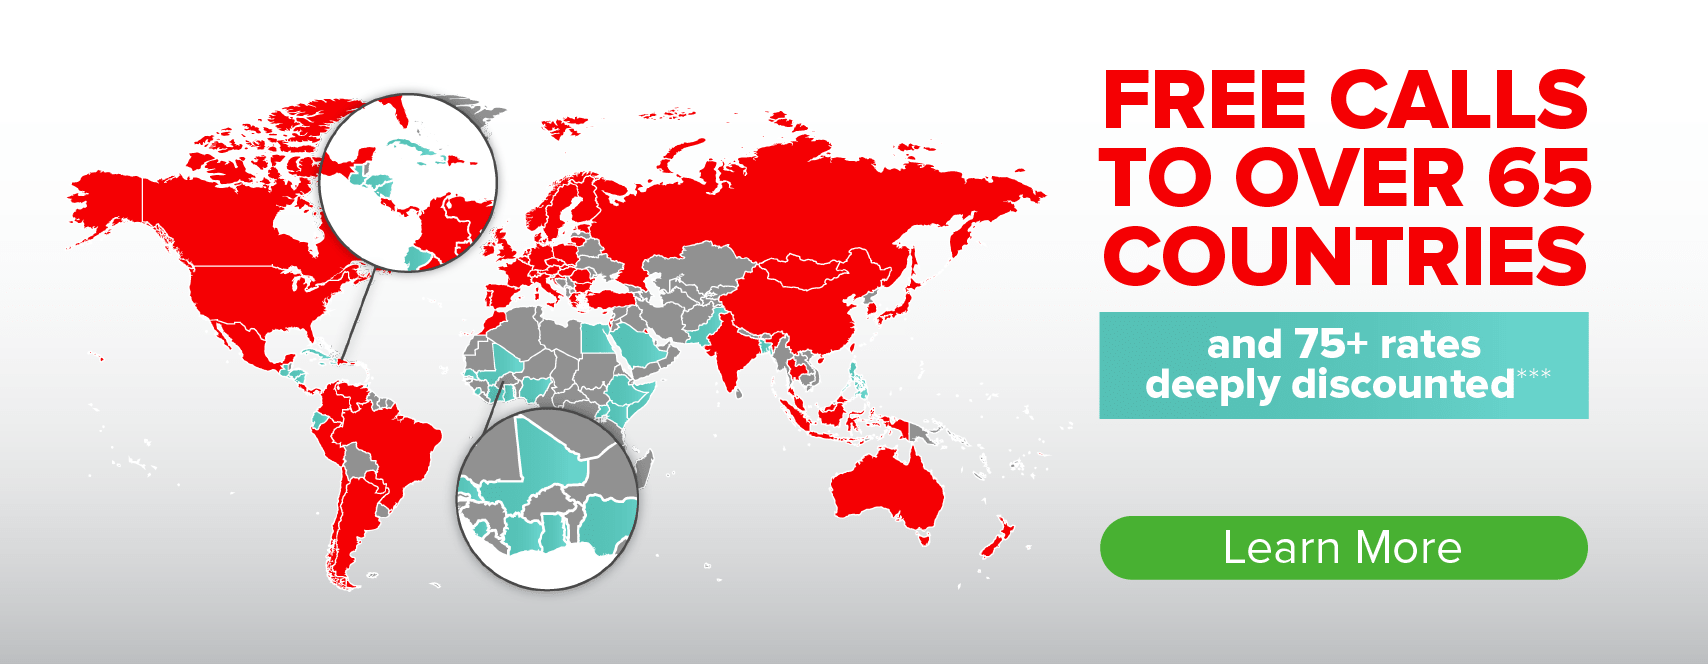 FREE CALLS
TO OVER 65
COUNTRIES
and 75+ rates
deeply discounted***
Learn More